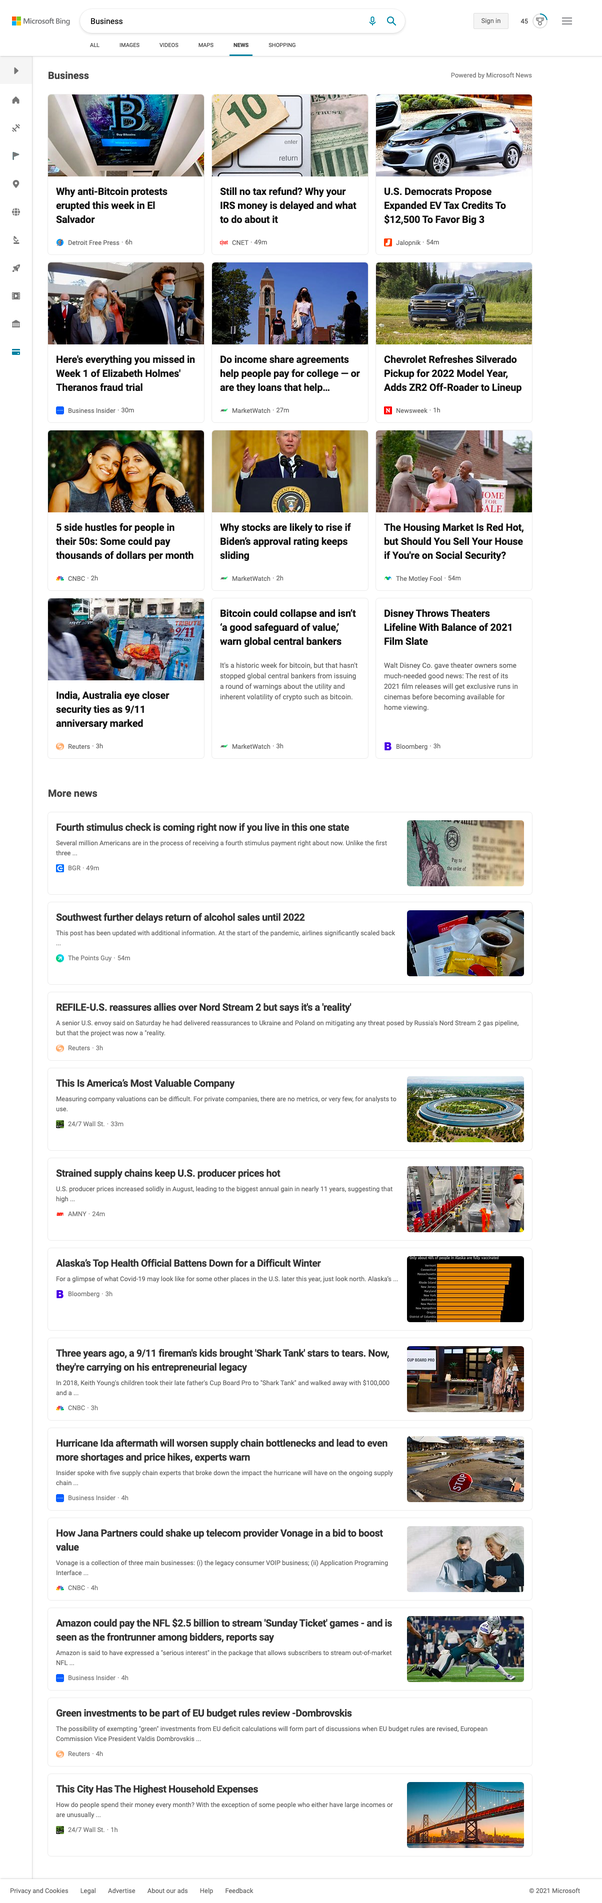 Microsoft Bing
Business
Sign in
45
ALL
IMAGES
VIDEOS
MAPS
NEWS
SHOPPING
Business
Powered by Microsoft News
Why anti-Bitcoin protests
erupted this week in El
Salvador
Detroit Free Press · 6h
10
enter
return
Still no tax refund? Why your
IRS money is delayed and what
to do about it
CNET · 49m
U.S. Democrats Propose
Expanded EV Tax Credits To
$12,500 To Favor Big 3
Jalopnik · 54m
Here's everything you missed in
Week 1 of Elizabeth Holmes'
Theranos fraud trial
Business Insider · 30m
Do income share agreements
help people pay for college — or
are they loans that help...
MarketWatch · 27m
Chevrolet Refreshes Silverado
Pickup for 2022 Model Year,
Adds ZR2 Off-Roader to Lineup
Newsweek · 1h
5 side hustles for people in
their 50s: Some could pay
thousands of dollars per month
CNBC · 2h
Why stocks are likely to rise if
Biden's approval rating keeps
sliding
MarketWatch · 2h
HOME
FOR
SALE
The Housing Market Is Red Hot,
but Should You Sell Your House
if You're on Social Security?
The Motley Fool · 54m
9/11
India, Australia eye closer
security ties as 9/11
anniversary marked
Reuters · 3h
Bitcoin could collapse and isn't
'a good safeguard of value,'
warn global central bankers
It's a historic week for bitcoin, but that hasn't
stopped global central bankers from issuing
a round of warnings about the utility and
inherent volatility of crypto such as bitcoin.
MarketWatch · 3h
Disney Throws Theaters
Lifeline With Balance of 2021
Film Slate
Walt Disney Co. gave theater owners some
much-needed good news: The rest of its
2021 film releases will get exclusive runs in
cinemas before becoming available for
home viewing.
Bloomberg · 3h
More news
Fourth stimulus check is coming right now if you live in this one state
Several million Americans are in the process of receiving a fourth stimulus payment right about now. Unlike the first
three ...
BGR · 49m
Pay to
the order of
Southwest further delays return of alcohol sales until 2022
This post has been updated with additional information. At the start of the pandemic, airlines significantly scaled back
...
The Points Guy · 54m
REFILE-U.S. reassures allies over Nord Stream 2 but says it's a 'reality'
A senior U.S. envoy said on Saturday he had delivered reassurances to Ukraine and Poland on mitigating any threat posed by Russia's Nord Stream 2 gas pipeline,
but that the project was now a "reality.
Reuters · 3h
This Is America's Most Valuable Company
Measuring company valuations can be difficult. For private companies, there are no metrics, or very few, for analysts to
use.
24/7 Wall St. · 33m
Strained supply chains keep U.S. producer prices hot
U.S. producer prices increased solidly in August, leading to the biggest annual gain in nearly 11 years, suggesting that
high ...
AMNY · 24m
Alaska's Top Health Official Battens Down for a Difficult Winter
For a glimpse of what Covid-19 may look like for some other places in the U.S. later this year, just look north. Alaska's ...
Bloomberg · 3h
Three years ago, a 9/11 fireman's kids brought 'Shark Tank' stars to tears. Now,
they're carrying on his entrepreneurial legacy
In 2018, Keith Young's children took their late father's Cup Board Pro to "Shark Tank" and walked away with $100,000
and a ...
CNBC · 3h
CUP BOARD PRO
Hurricane Ida aftermath will worsen supply chain bottlenecks and lead to even
more shortages and price hikes, experts warn
Insider spoke with five supply chain experts that broke down the impact the hurricane will have on the ongoing supply
chain ...
Business Insider · 4h
STOP
How Jana Partners could shake up telecom provider Vonage in a bid to boost
value
Vonage is a collection of three main businesses: (i) the legacy consumer VOIP business; (ii) Application Programing
Interface ...
CNBC · 4h
Amazon could pay the NFL $2.5 billion to stream 'Sunday Ticket' games - and is
seen as the frontrunner among bidders, reports say
Amazon is said to have expressed a "serious interest" in the package that allows subscribers to stream out-of-market
NFL ...
Business Insider · 4h
Green investments to be part of EU budget rules review -Dombrovskis
The possibility of exempting "green" investments from EU deficit calculations will form part of discussions when EU budget rules are revised, European
Commission Vice President Valdis Dombrovskis ...
Reuters · 4h
This City Has The Highest Household Expenses
How do people spend their money every month? With the exception of some people who either have large incomes or
are unusually ...
24/7 Wall St. · 1h
Privacy and Cookies
Legal
Advertise
About our ads
Help
Feedback
© 2021 Microsoft